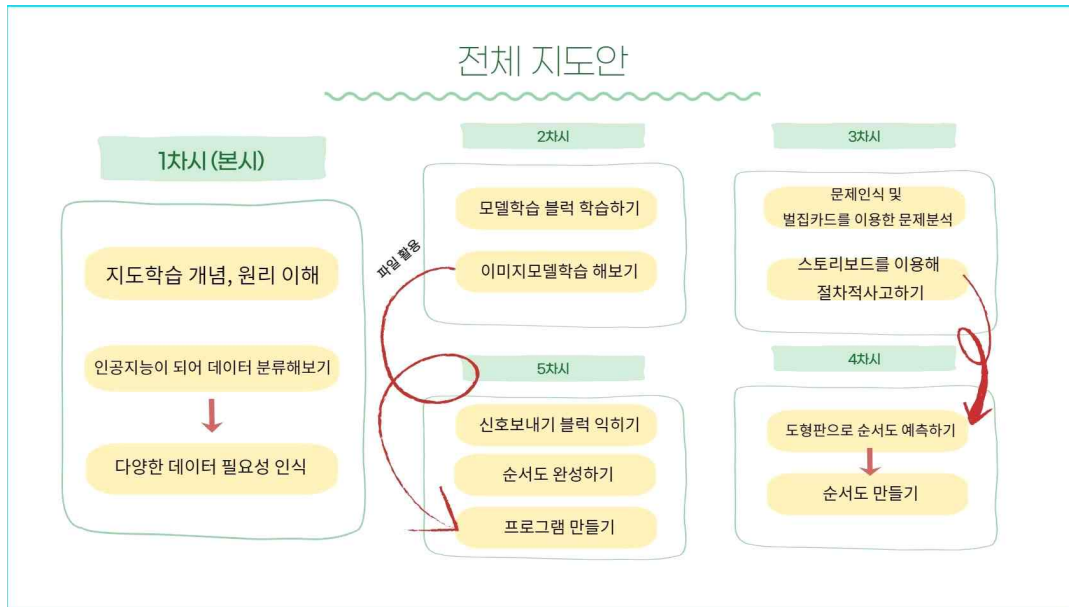 전체 지도안
1차시 (본시)
지도학습 개념, 원리 이해
인공지능이 되어 데이터 분류해보기
다양한 데이터 필요성 인식
2차시
모델학습 블럭 학습하기
이미지모델학습 해보기
파일 활용
3차시
문제인식 및
벌집카드를 이용한 문제분석
스토리보드를 이용해
절차적사고하기
4차시
도형판으로 순서도 예측하기
순서도 만들기
5차시
신호보내기 블럭 익히기
순서도 완성하기
프로그램 만들기